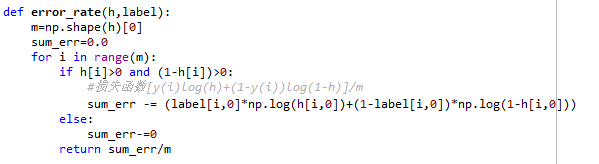 def error_rate(h,label):
    m=np.shape(h)[0]
    sum_err=0.0
    for i in range(m):
        if h[i]>0 and (1-h[i])>0:
            #损失函数[y(i)log(h)+(1-y(i))log(1-h)]/m
            sum_err -= (label[i,0]*np.log(h[i,0])+(1-label[i,0])*np.log(1-h[i,0]))
        else:
            sum_err-=0
    return sum_err/m